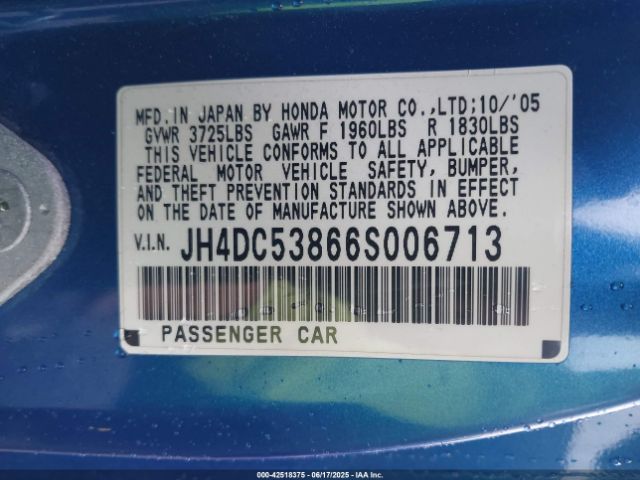 MFD. IN JAPAN BY HONDA MOTOR CO.,LTD;10/'05
GVWR 3725LBS GAWR F 1960LBS R 1830LBS
THIS VEHICLE CONFORMS TO ALL APPLICABLE
FEDERAL MOTOR VEHICLE SAFETY, BUMPER,
AND THEFT PREVENTION STANDARDS IN EFFECT
ON THE DATE OF MANUFACTURE SHOWN ABOVE.
V.I.N. JH4DC53866S006713
PASSENGER CAR
000-42518375 - 06/17/2025 - IAA Inc.